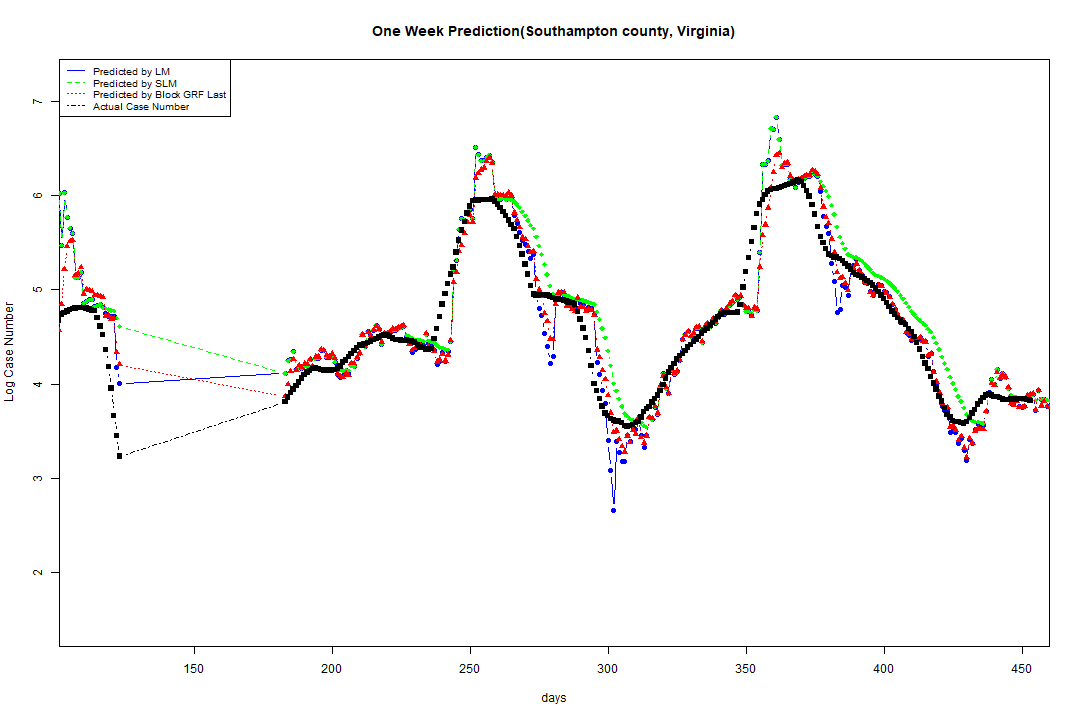 One Week Prediction(Southampton county, Virginia)
Predicted by LM
Predicted by SLM
Predicted by Block GRF Last
Actual Case Number
7
6
5
4
3
2
Log Case Number
150 200 250 300 350 400 450
days